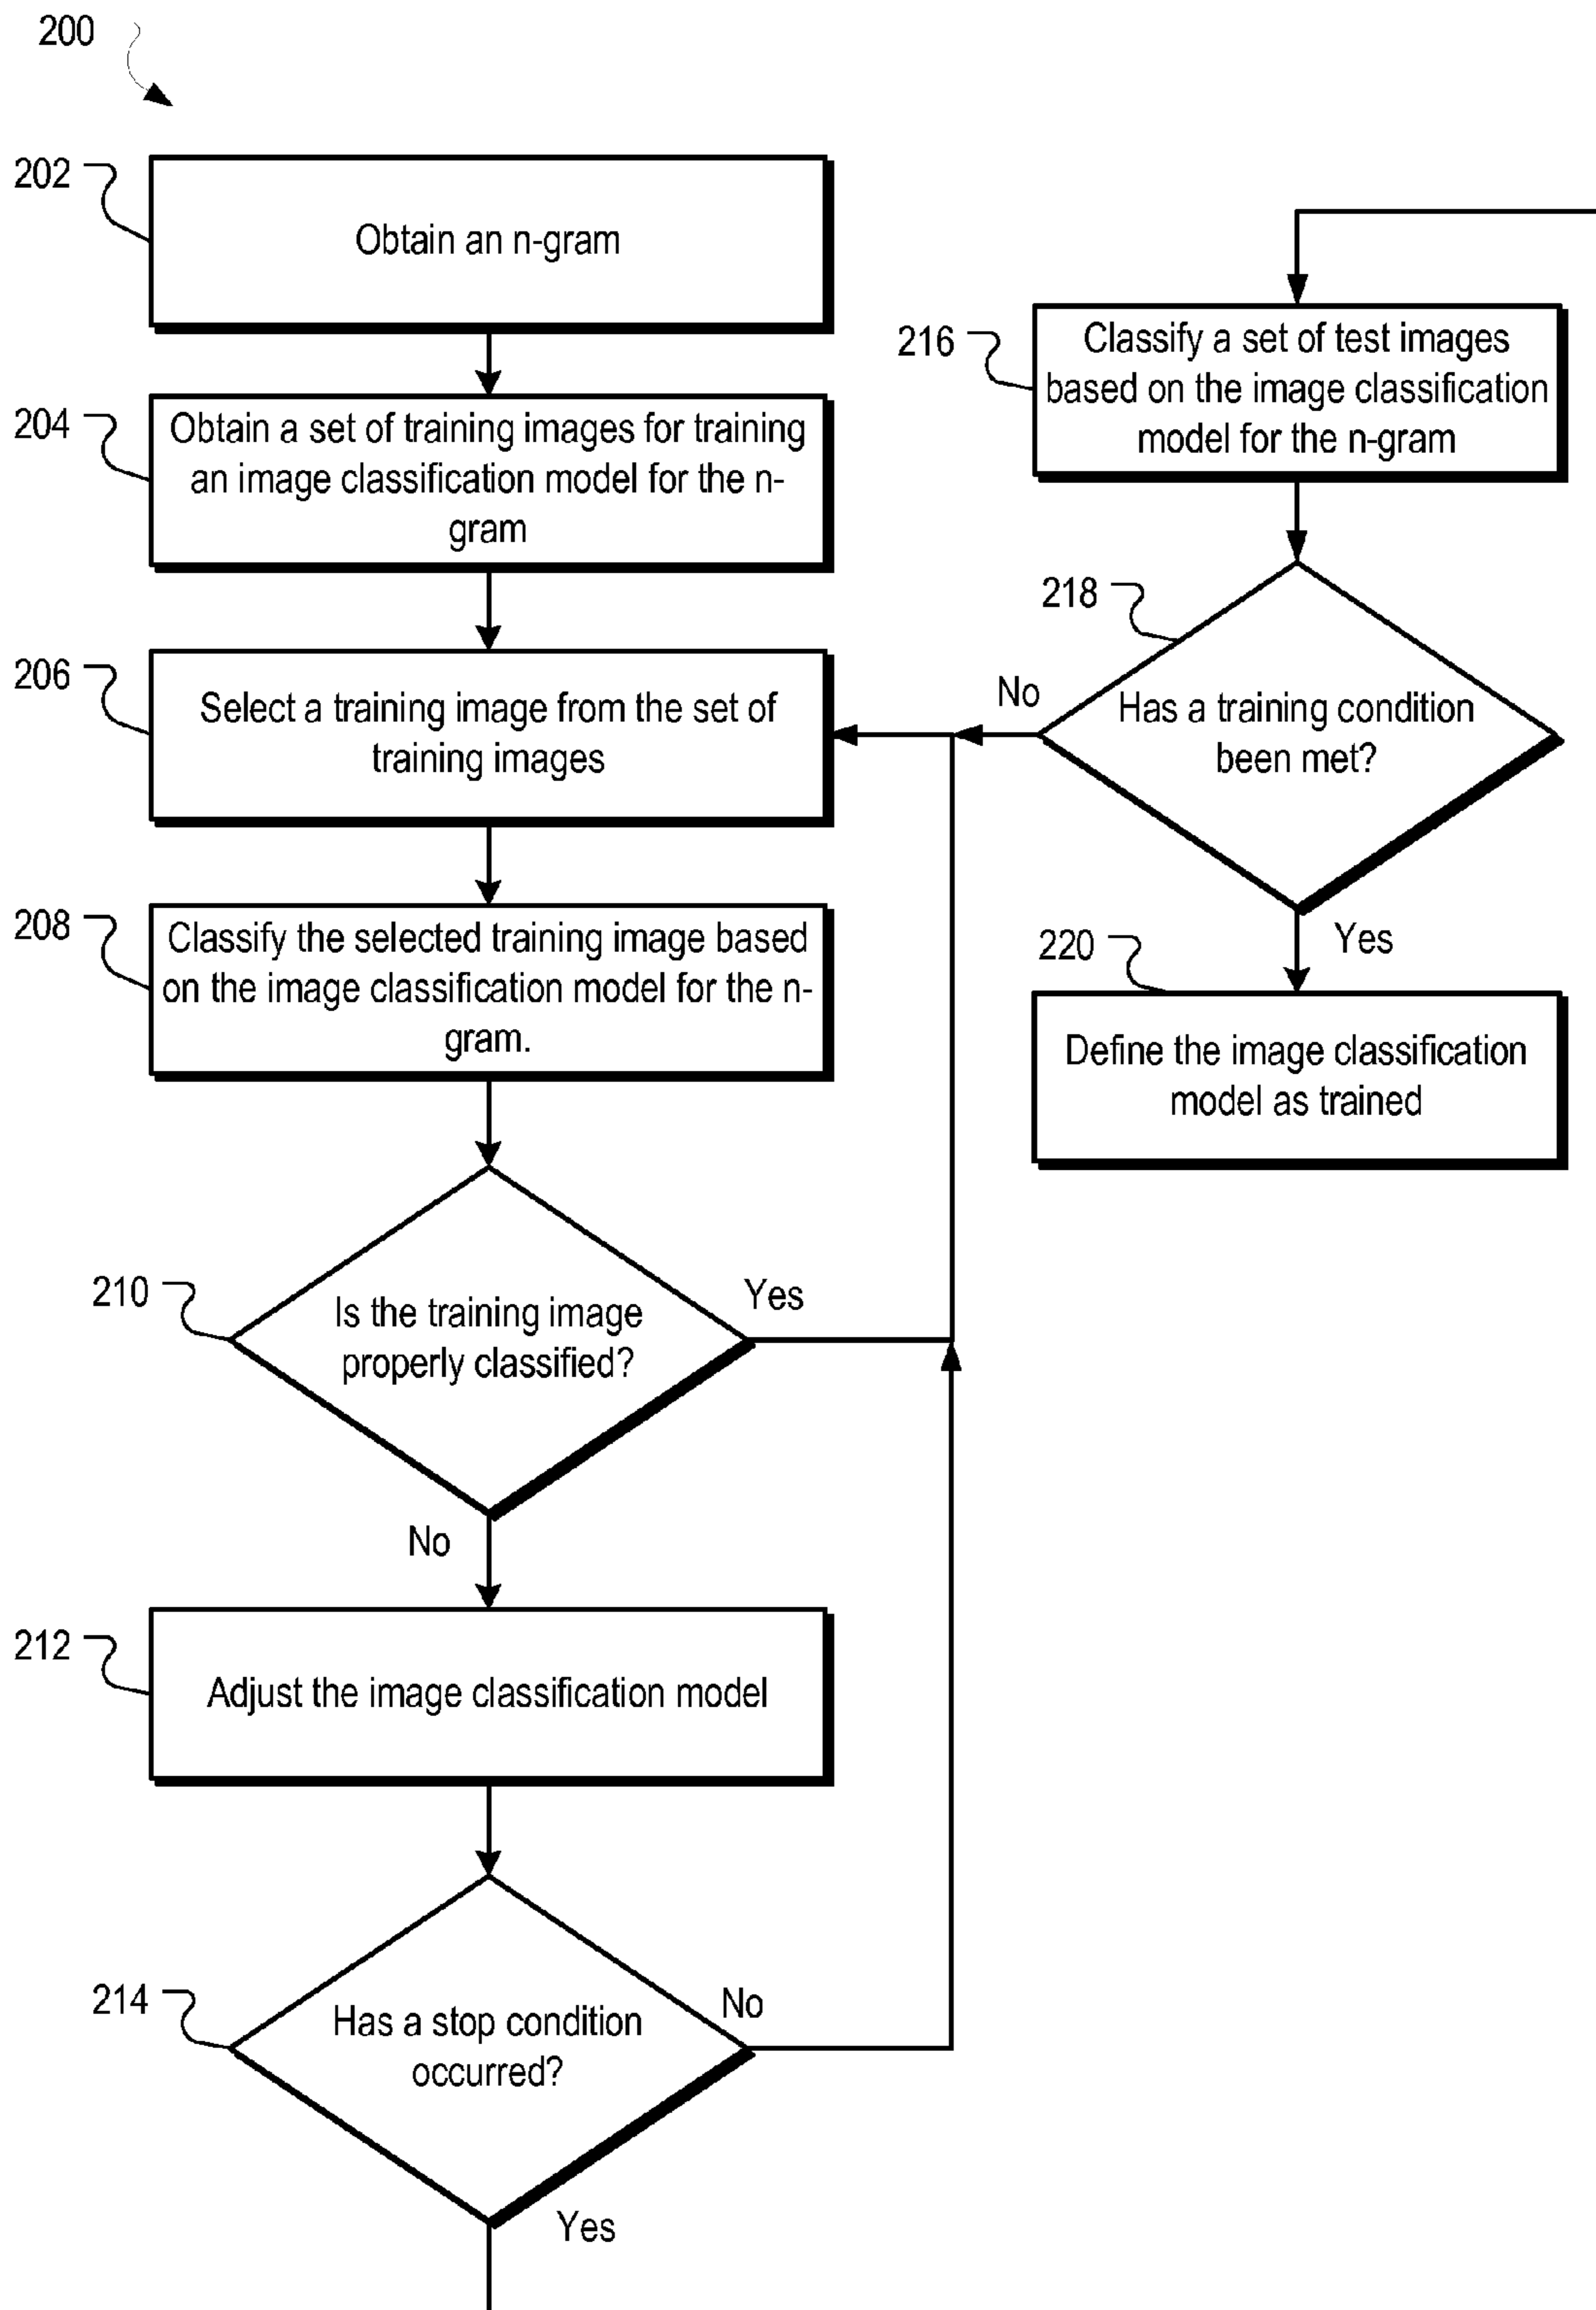 200
202
Obtain an n-gram
204
Obtain a set of training images for training
an image classification model for the n-
gram
206
Select a training image from the set of
training images
208
Classify the selected training image based
on the image classification model for the n-
gram.
210
Is the training image
properly classified?
Yes
No
212
Adjust the image classification model
214
Has a stop condition
occurred?
No
Yes
216
Classify a set of test images
based on the image classification
model for the n-gram
218
Has a training condition
been met?
No
Yes
220
Define the image classification
model as trained